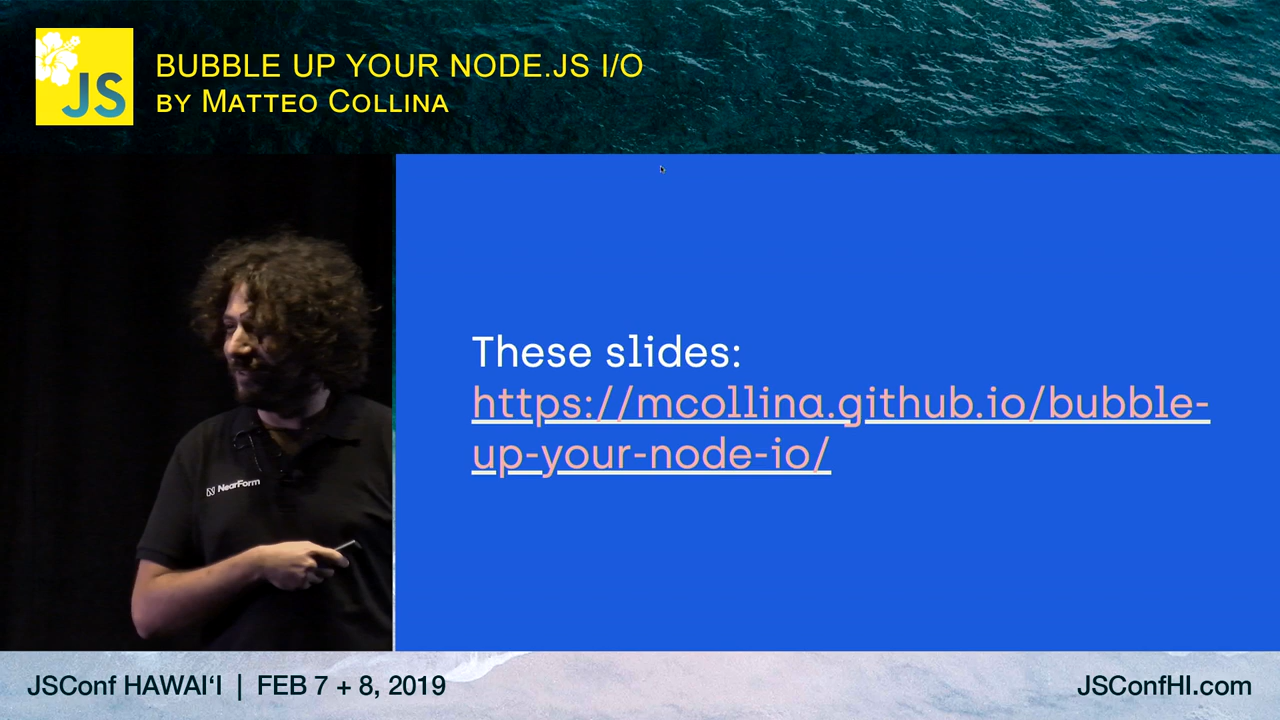 JS
BUBBLE UP YOUR NODE.JS I/O
BY MATTEO COLLINA
These slides:
https://mcollina.github.io/bubble-
up-your-node-io/
NearForm
JSConf HAWAI‘I | FEB 7 + 8, 2019
JSConfHI.com